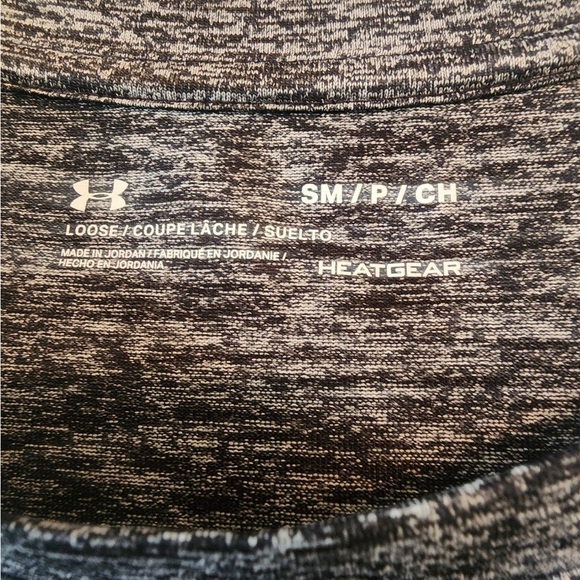 SM / P / CH
LOOSE / COUPE LÂCHE / SUELTO
MADE IN JORDAN / FABRIQUÉ EN JORDANIE /
HECHO EN JORDANIA
HEATGEAR